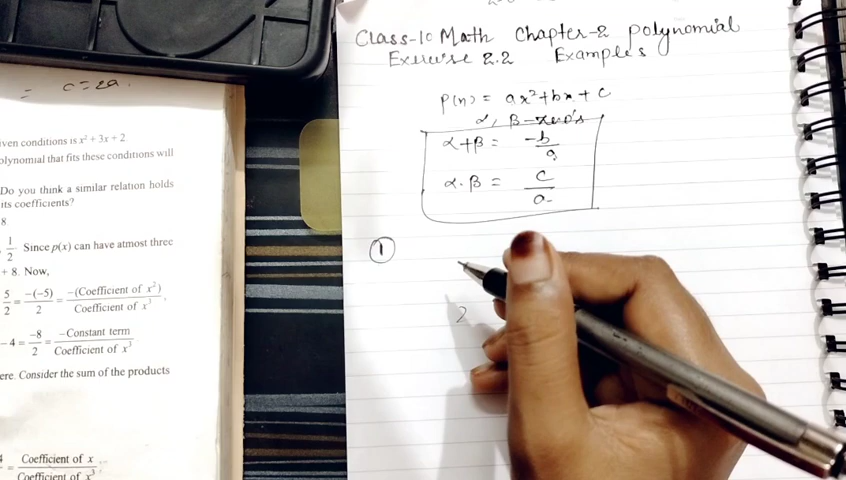 c = 2a
iven conditions is x² + 3x + 2
olynomial that fits these conditions will
Do you think a similar relation holds
its coefficients?
8
1/2 Since p(x) can have atmost three
+ 8. Now,
5/2 = -(-5)/2 = -(Coefficient of x²)/Coefficient of x³
- 4 = -8/2 = -Constant term/Coefficient of x³
ere. Consider the sum of the products
= Coefficient of x/Coefficient of x³
Class-10 Math Chapter-2 Polynomial
Exercise 2.2 Examples
p(x) = ax² + bx + c
α, β - zero's
α+β = -b/a
α.β = c/a
①
2